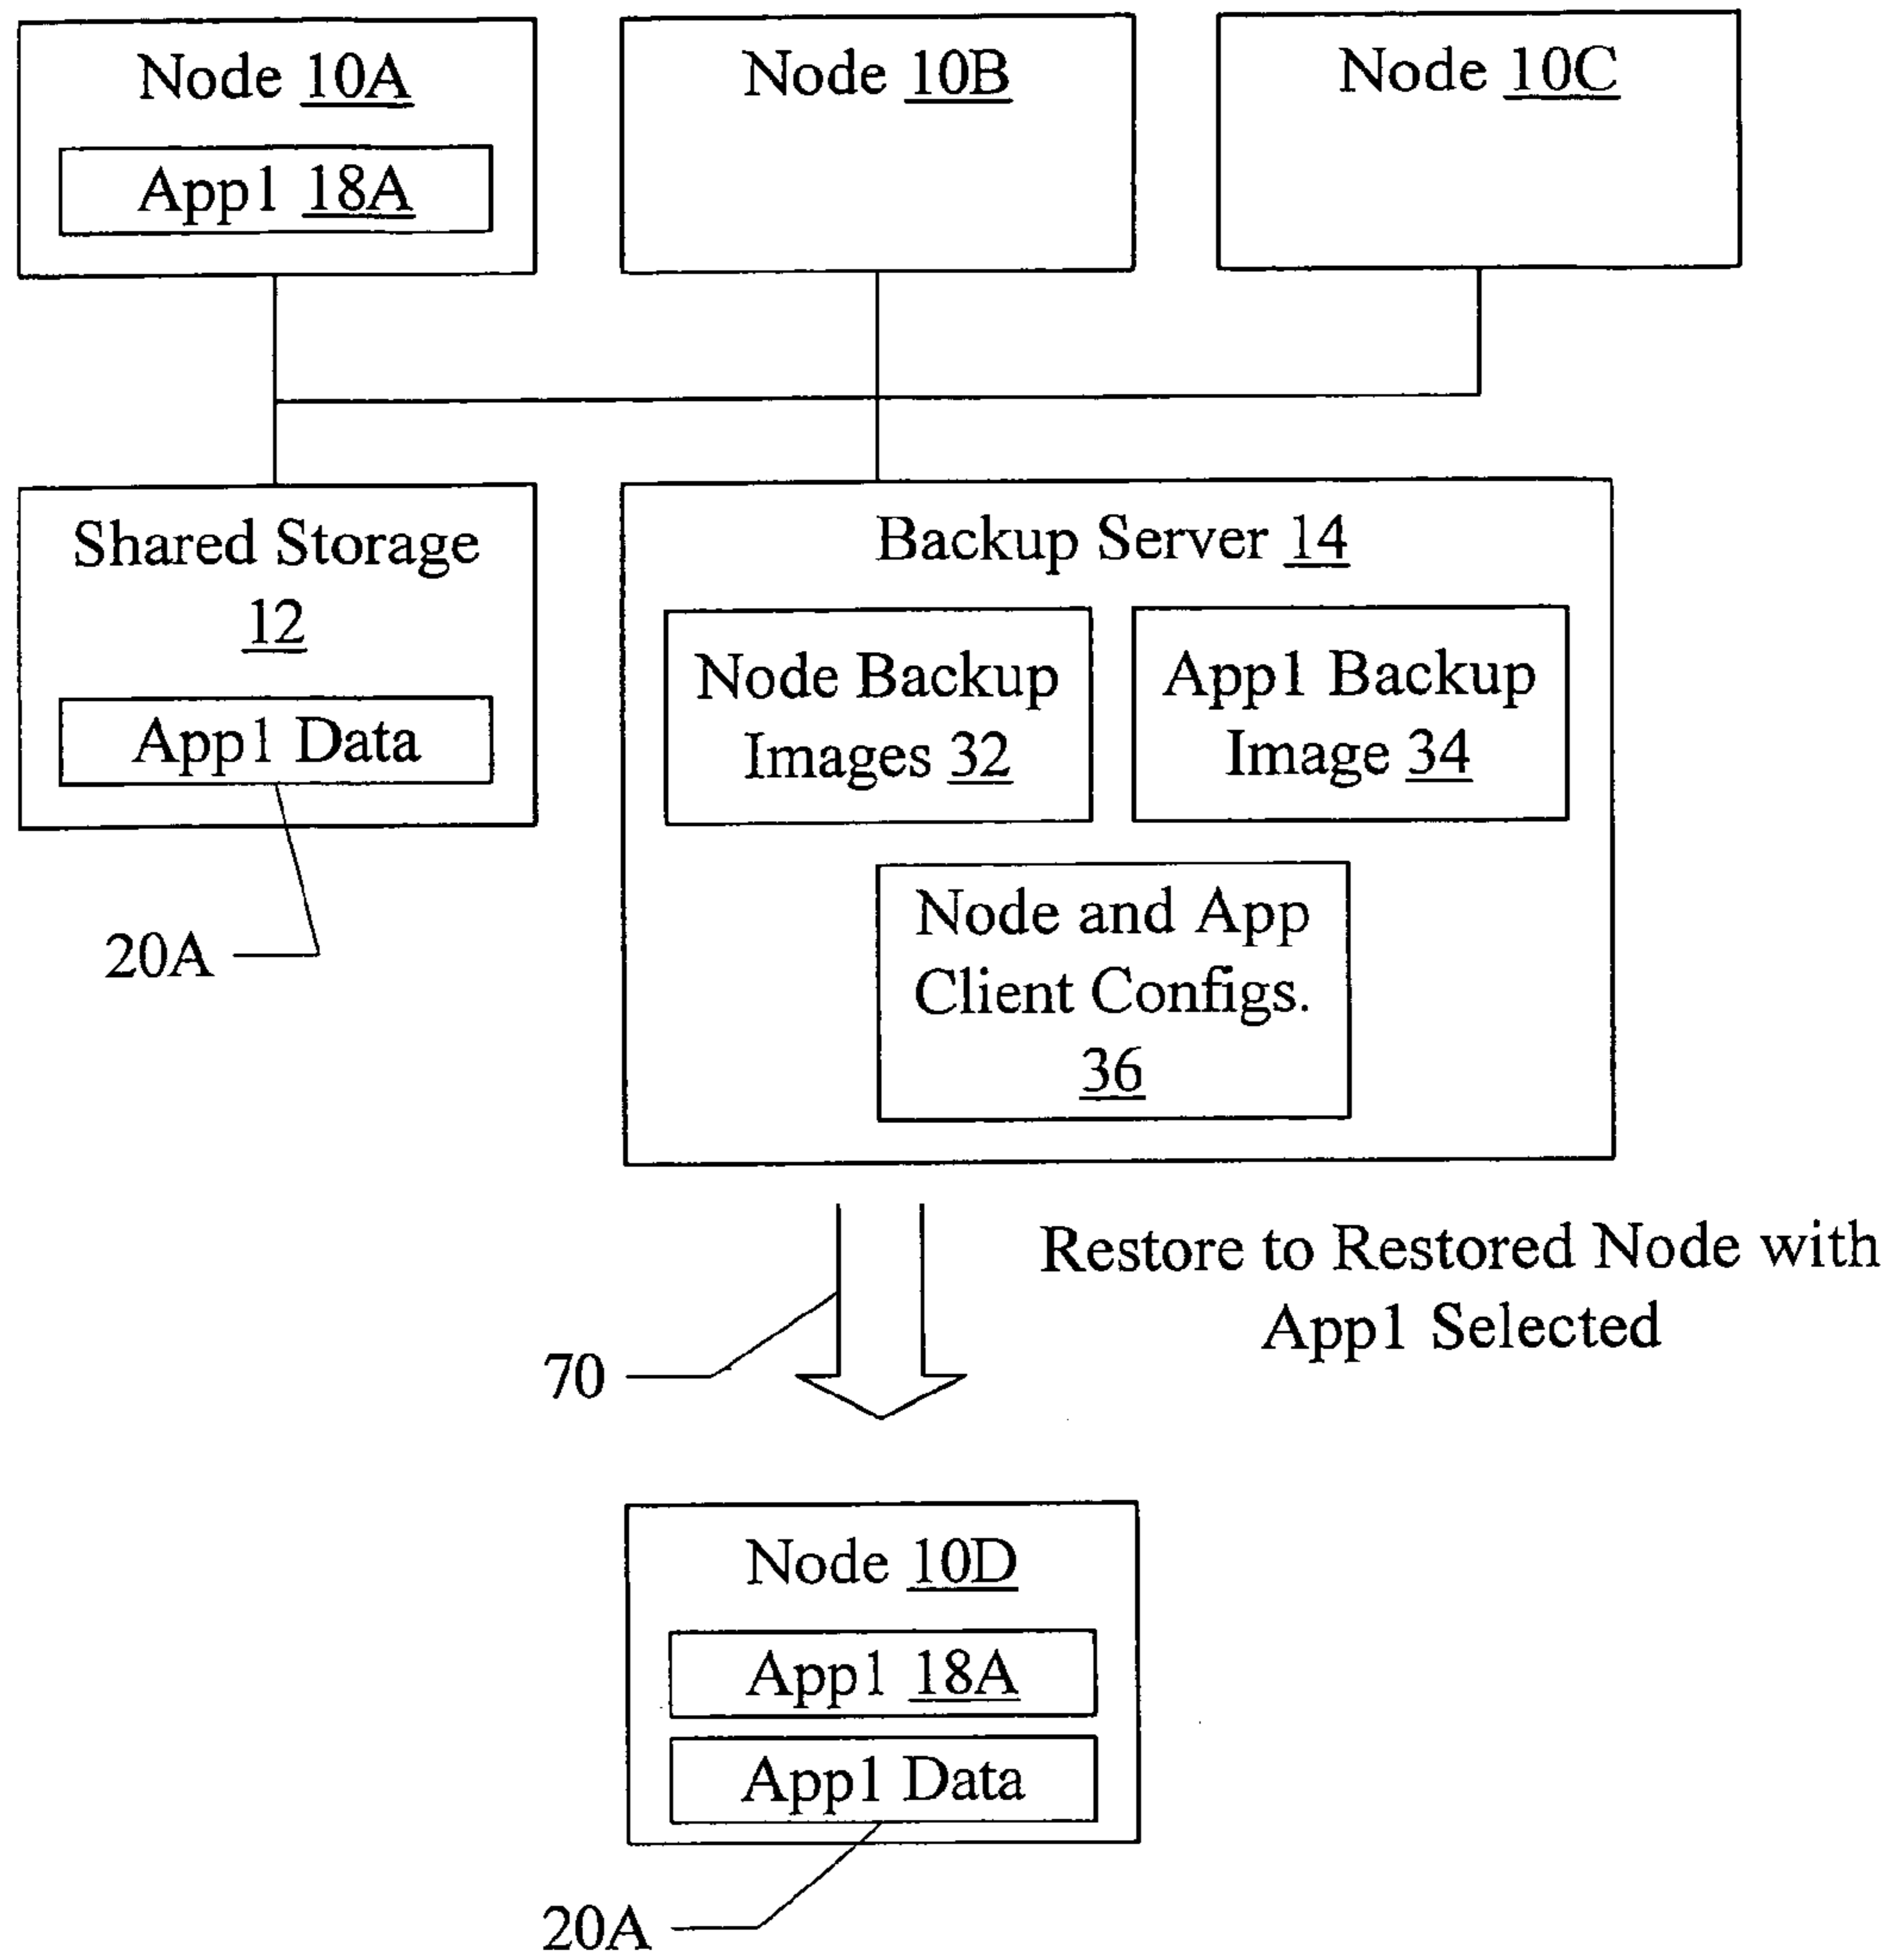 Node 10A
App1 18A
Node 10B
Node 10C
Shared Storage
12
App1 Data
20A
Backup Server 14
Node Backup
Images 32
App1 Backup
Image 34
Node and App
Client Configs.
36
Restore to Restored Node with
App1 Selected
70
Node 10D
App1 18A
App1 Data
20A